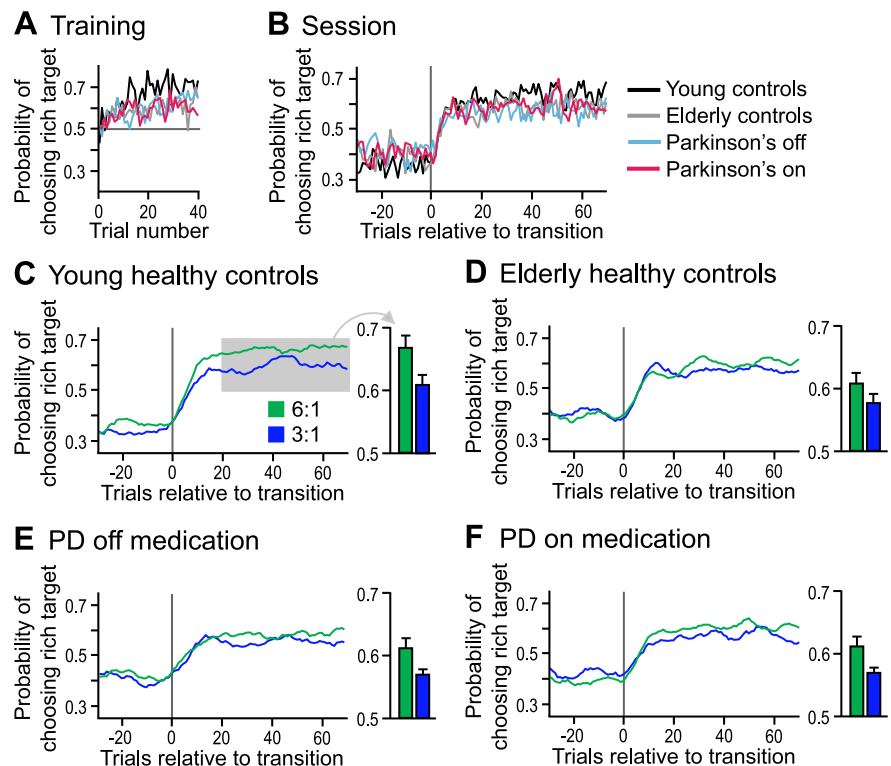 A Training
Probability of
choosing rich target
0.7
0.5
0.3
0
20
40
Trial number
B Session
Probability of
choosing rich target
0.7
0.5
0.3
-20
0
20
40
60
Trials relative to transition
Young controls
Elderly controls
Parkinson's off
Parkinson's on
C Young healthy controls
Probability of
choosing rich target
0.7
0.5
0.3
-20
0
20
40
60
Trials relative to transition
6:1
3:1
0.7
0.6
0.5
D Elderly healthy controls
Probability of
choosing rich target
0.7
0.5
0.3
-20
0
20
40
60
Trials relative to transition
0.7
0.6
0.5
E PD off medication
Probability of
choosing rich target
0.7
0.5
0.3
-20
0
20
40
60
Trials relative to transition
0.7
0.6
0.5
F PD on medication
Probability of
choosing rich target
0.7
0.5
0.3
-20
0
20
40
60
Trials relative to transition
0.7
0.6
0.5